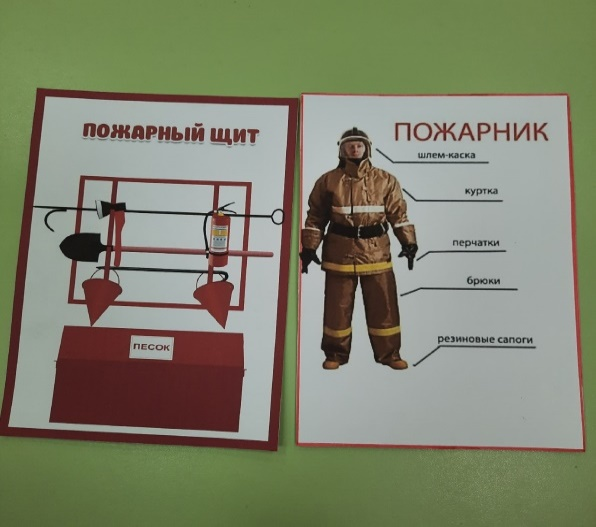 ПОЖАРНЫЙ ЩИТ
ПЕСОК
ПОЖАРНИК
шлем-каска
куртка
перчатки
брюки
резиновые сапоги